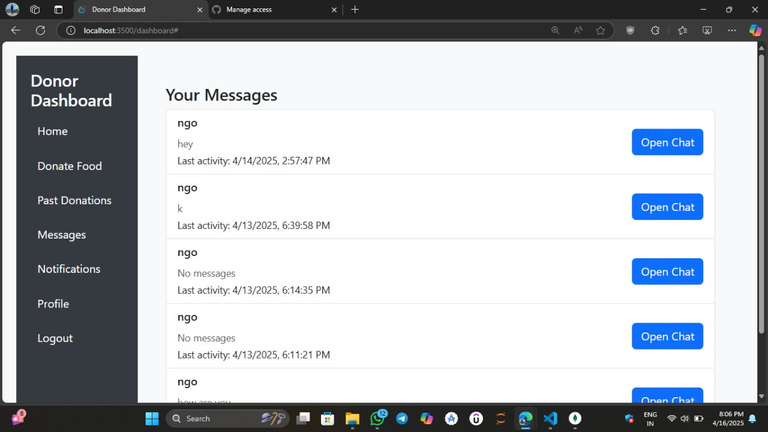 Donor Dashboard
Manage access
localhost:3500/dashboard#
Donor
Dashboard
Home
Donate Food
Past Donations
Messages
Notifications
Profile
Logout
Your Messages
ngo
hey
Last activity: 4/14/2025, 2:57:47 PM
Open Chat
ngo
k
Last activity: 4/13/2025, 6:39:58 PM
Open Chat
ngo
No messages
Last activity: 4/13/2025, 6:14:35 PM
Open Chat
ngo
No messages
Last activity: 4/13/2025, 6:11:21 PM
Open Chat
ngo
how are you
Open Chat
Search
12
ENG
IN
8:06 PM
4/16/2025